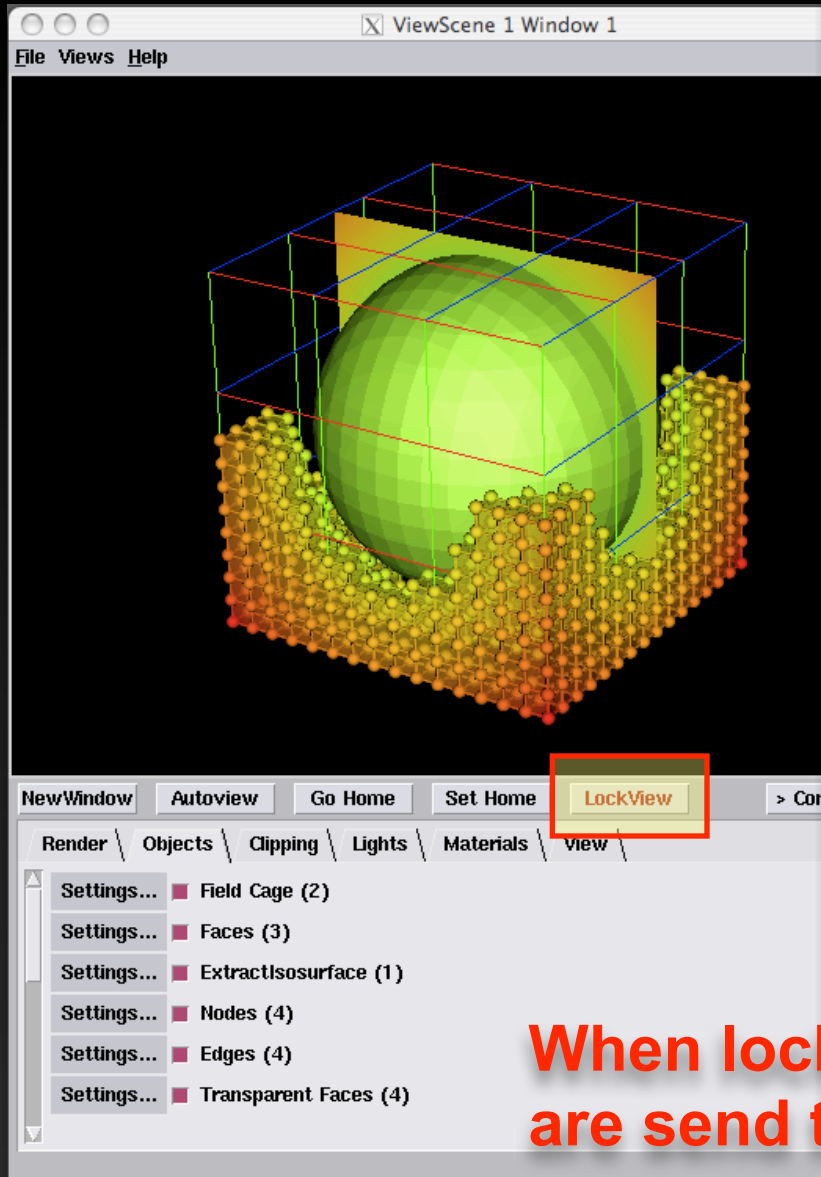 ViewScene 1 Window 1
File Views Help
NewWindow Autoview Go Home Set Home LockView > Con
Render Objects Clipping Lights Materials View
Settings... Field Cage (2)
Settings... Faces (3)
Settings... ExtractIsosurface (1)
Settings... Nodes (4)
Settings... Edges (4)
Settings... Transparent Faces (4)
When lock
are send t